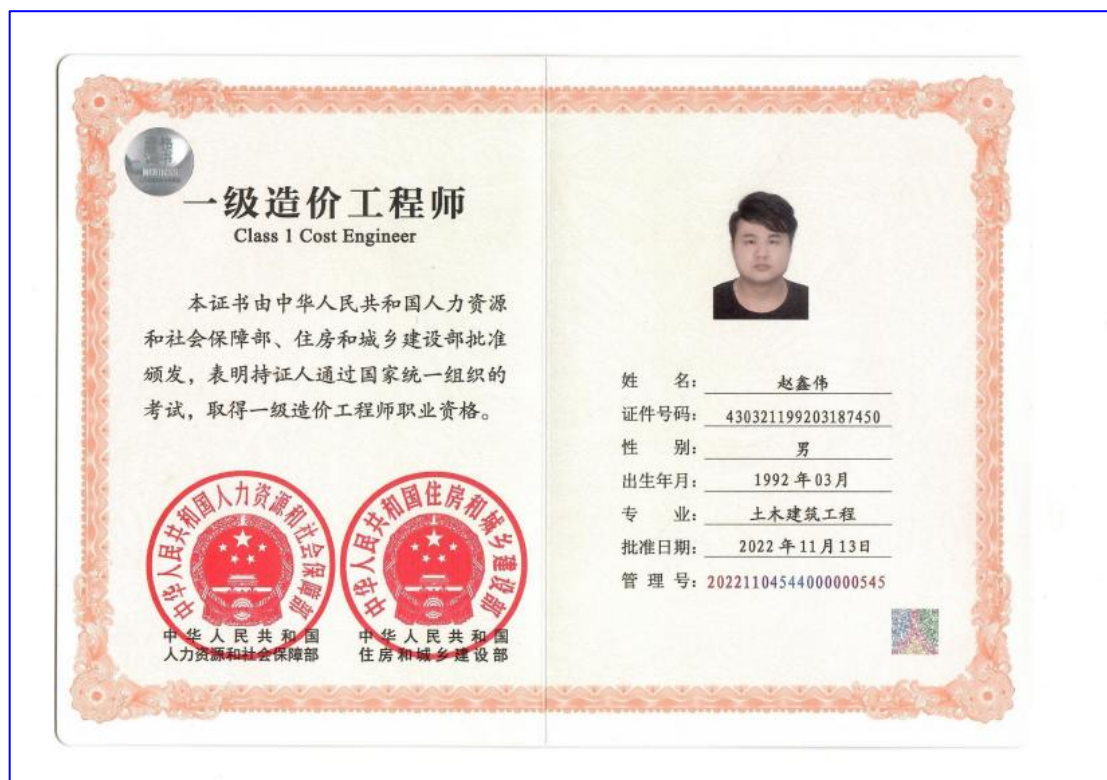 一级造价工程师
Class 1 Cost Engineer
本证书由中华人民共和国人力资源
和社会保障部、住房和城乡建设部批准
颁发，表明持证人通过国家统一组织的
考试，取得一级造价工程师职业资格。
中华人民共和国人力资源和社会保障部
中华人民共和国住房和城乡建设部
中华人民共和国
人力资源和社会保障部
中华人民共和国
住房和城乡建设部
姓 名：赵鑫伟
证件号码：430321199203187450
性 别：男
出生年月：1992年03月
专 业：土木建筑工程
批准日期：2022年11月13日
管 理 号：20221104544000000545